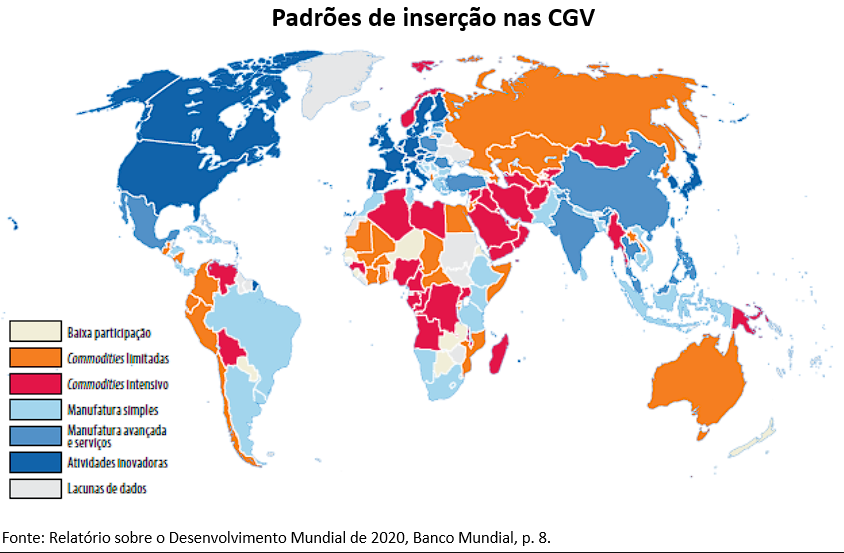 Padrões de inserção nas CGV
Baixa participação
Commodities limitadas
Commodities intensivo
Manufatura simples
Manufatura avançada
e serviços
Atividades inovadoras
Lacunas de dados
Fonte: Relatório sobre o Desenvolvimento Mundial de 2020, Banco Mundial, p. 8.